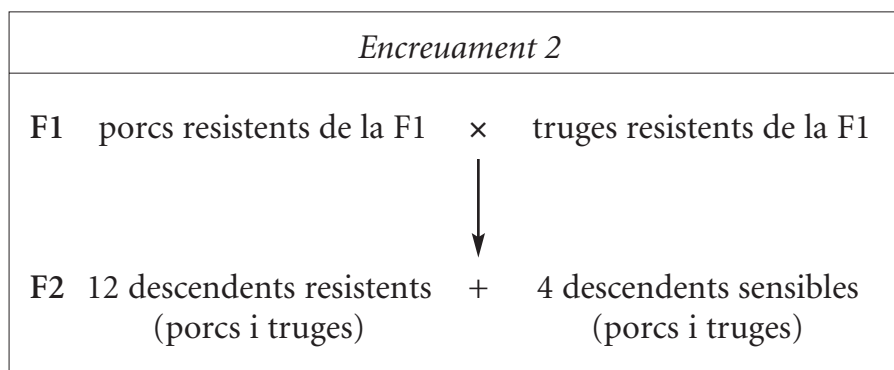 Encreuament 2
F1 porcs resistents de la F1 × truges resistents de la F1
F2 12 descendents resistents + 4 descendents sensibles
(porcs i truges) (porcs i truges)